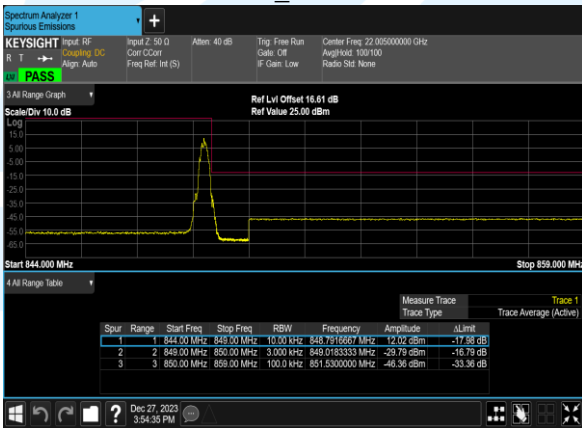 Spectrum Analyzer 1
Spurious Emissions
KEYSIGHT Input: RF Input Z: 50 Ω Atten: 40 dB Trig: Free Run Center Freq: 22.005000000 GHz
R T Coupling: DC Corr CCorr Gate: Off Avg|Hold: 100/100
Align: Auto Freq Ref: Int (S) IF Gain: Low Radio Std: None
LW PASS
3 All Range Graph
Ref Lvl Offset 16.61 dB
Scale/Div 10.0 dB Ref Value 25.00 dBm
Log
15.0
5.00
-5.00
-15.0
-25.0
-35.0
-45.0
-55.0
-65.0
Start 844.000 MHz Stop 859.000 MHz
4 All Range Table
Measure Trace Trace 1
Trace Type Trace Average (Active)
Spur Range Start Freq Stop Freq RBW Frequency Amplitude ΔLimit
1 1 844.00 MHz 849.00 MHz 10.00 kHz 848.7916667 MHz 12.02 dBm -17.98 dB
2 2 849.00 MHz 850.00 MHz 3.000 kHz 849.0183333 MHz -29.79 dBm -16.79 dB
3 3 850.00 MHz 859.00 MHz 100.0 kHz 851.5300000 MHz -46.36 dBm -33.36 dB
? Dec 27, 2023
3:54:35 PM